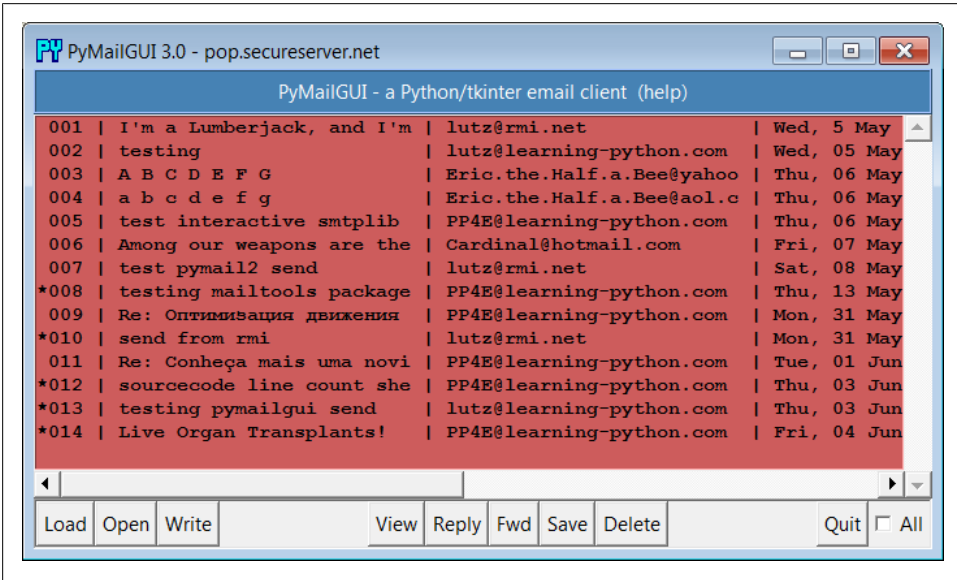 PY PyMailGUI 3.0 - pop.secureserver.net
PyMailGUI - a Python/tkinter email client (help)
001 | I'm a Lumberjack, and I'm | lutz@rmi.net | Wed, 5 May
002 | testing | lutz@learning-python.com | Wed, 05 May
003 | A B C D E F G | Eric.the.Half.a.Bee@yahoo | Thu, 06 May
004 | a b c d e f g | Eric.the.Half.a.Bee@aol.c | Thu, 06 May
005 | test interactive smtplib | PP4E@learning-python.com | Thu, 06 May
006 | Among our weapons are the | Cardinal@hotmail.com | Fri, 07 May
007 | test pymail2 send | lutz@rmi.net | Sat, 08 May
*008 | testing mailtools package | PP4E@learning-python.com | Thu, 13 May
009 | Re: Оптимизация движения | PP4E@learning-python.com | Mon, 31 May
*010 | send from rmi | lutz@rmi.net | Mon, 31 May
011 | Re: Conheça mais uma novi | PP4E@learning-python.com | Tue, 01 Jun
*012 | sourcecode line count she | PP4E@learning-python.com | Thu, 03 Jun
*013 | testing pymailgui send | lutz@learning-python.com | Thu, 03 Jun
*014 | Live Organ Transplants! | PP4E@learning-python.com | Fri, 04 Jun
Load Open Write View Reply Fwd Save Delete Quit All